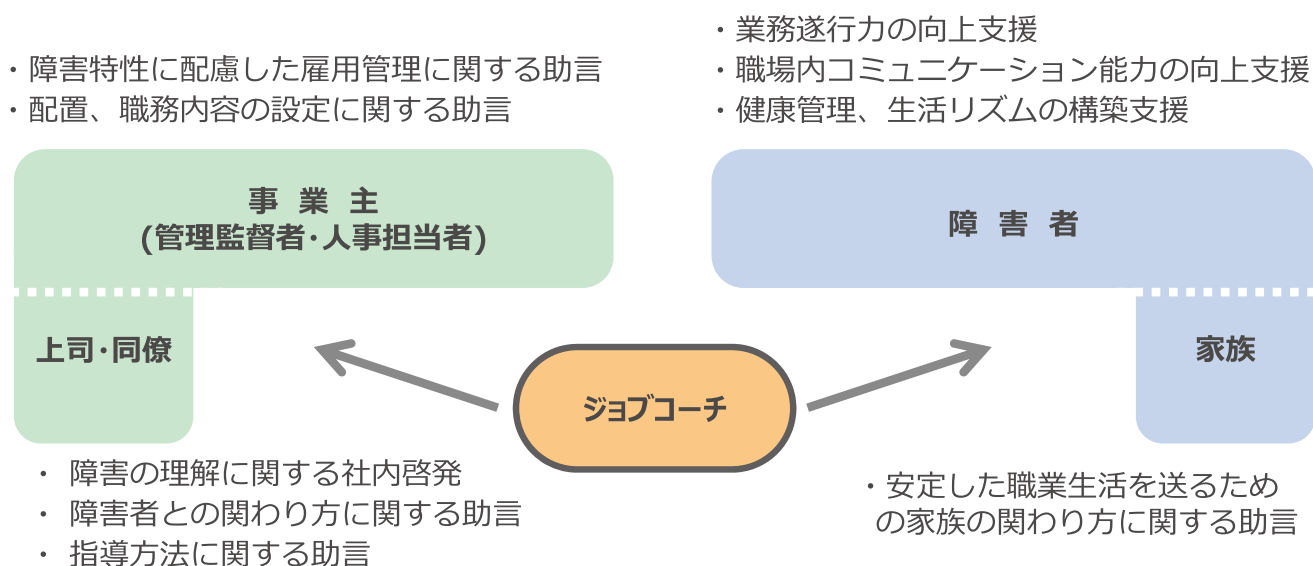 ・障害特性に配慮した雇用管理に関する助言
・配置、職務内容の設定に関する助言
事 業 主
(管理監督者･人事担当者)
上司･同僚
・ 障害の理解に関する社内啓発
・ 障害者との関わり方に関する助言
・ 指導方法に関する助言
ジョブコーチ
・業務遂行力の向上支援
・職場内コミュニケーション能力の向上支援
・健康管理、生活リズムの構築支援
障 害 者
家族
・安定した職業生活を送るため
の家族の関わり方に関する助言